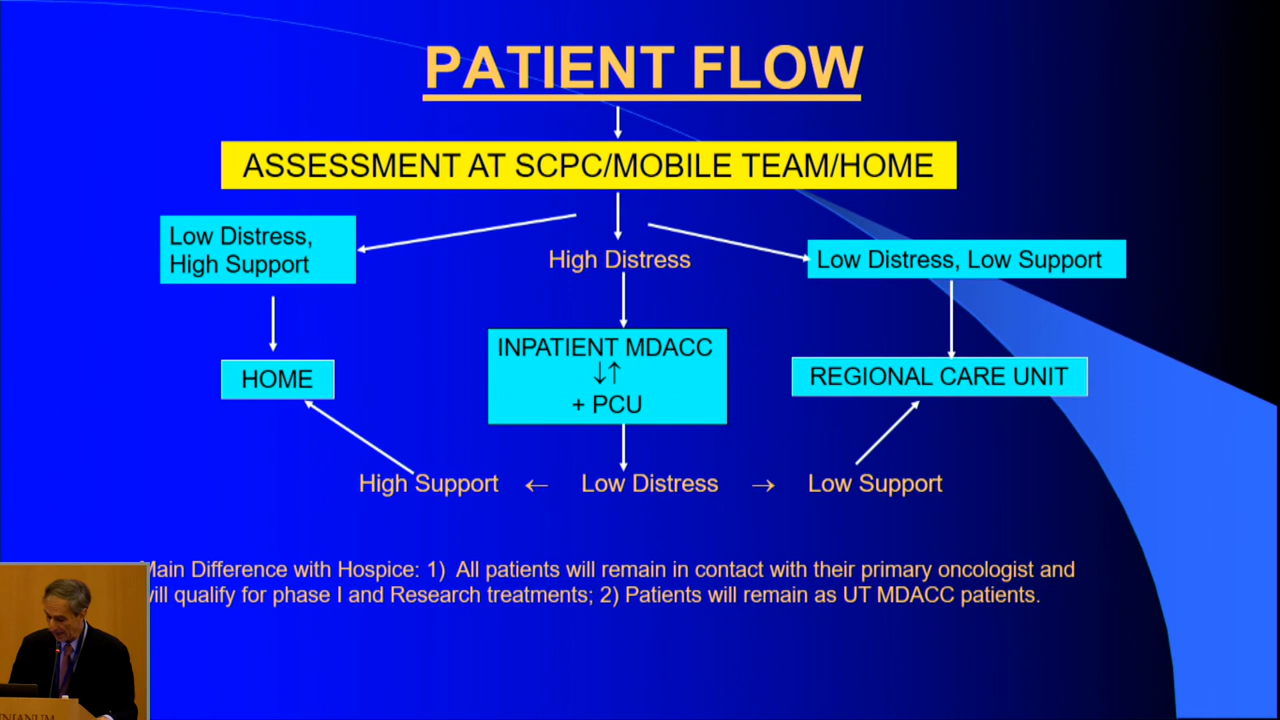 PATIENT FLOW
ASSESSMENT AT SCPC/MOBILE TEAM/HOME
Low Distress,
High Support
High Distress
Low Distress, Low Support
HOME
INPATIENT MDACC
↓↑
+ PCU
REGIONAL CARE UNIT
High Support ← Low Distress → Low Support
Main Difference with Hospice: 1) All patients will remain in contact with their primary oncologist and
will qualify for phase I and Research treatments; 2) Patients will remain as UT MDACC patients.